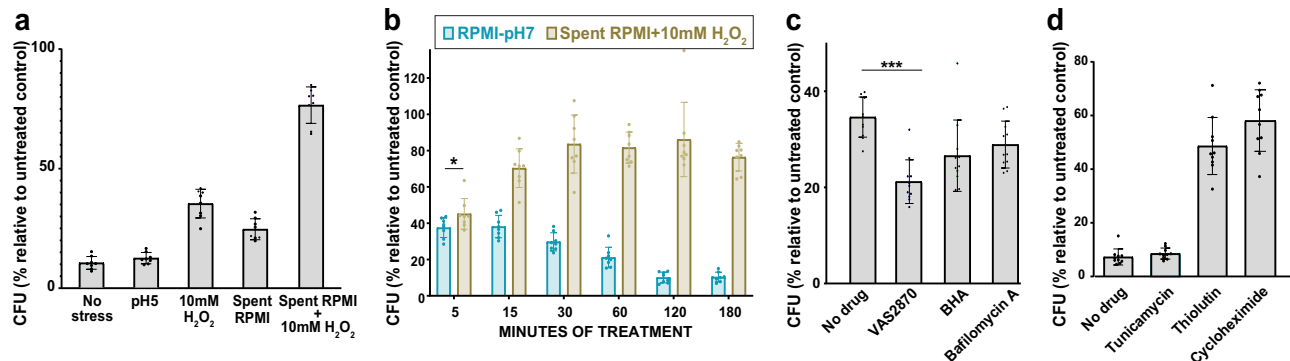 a
CFU (% relative to untreated control)
100
50
0
No
stress
pH5
10mM
H₂O₂
Spent
RPMI
Spent RPMI
+
10mM H₂O₂
b
RPMI-pH7
Spent RPMI+10mM H₂O₂
CFU (% relative to untreated control)
120
100
80
60
40
20
0
*
5
15
30
60
120
180
MINUTES OF TREATMENT
c
CFU (% relative to untreated control)
40
20
0
***
No drug
VAS2870
BHA
Bafilomycin A
d
CFU (% relative to untreated control)
80
60
40
20
0
No drug
Tunicamycin
Thiolutin
Cycloheximide